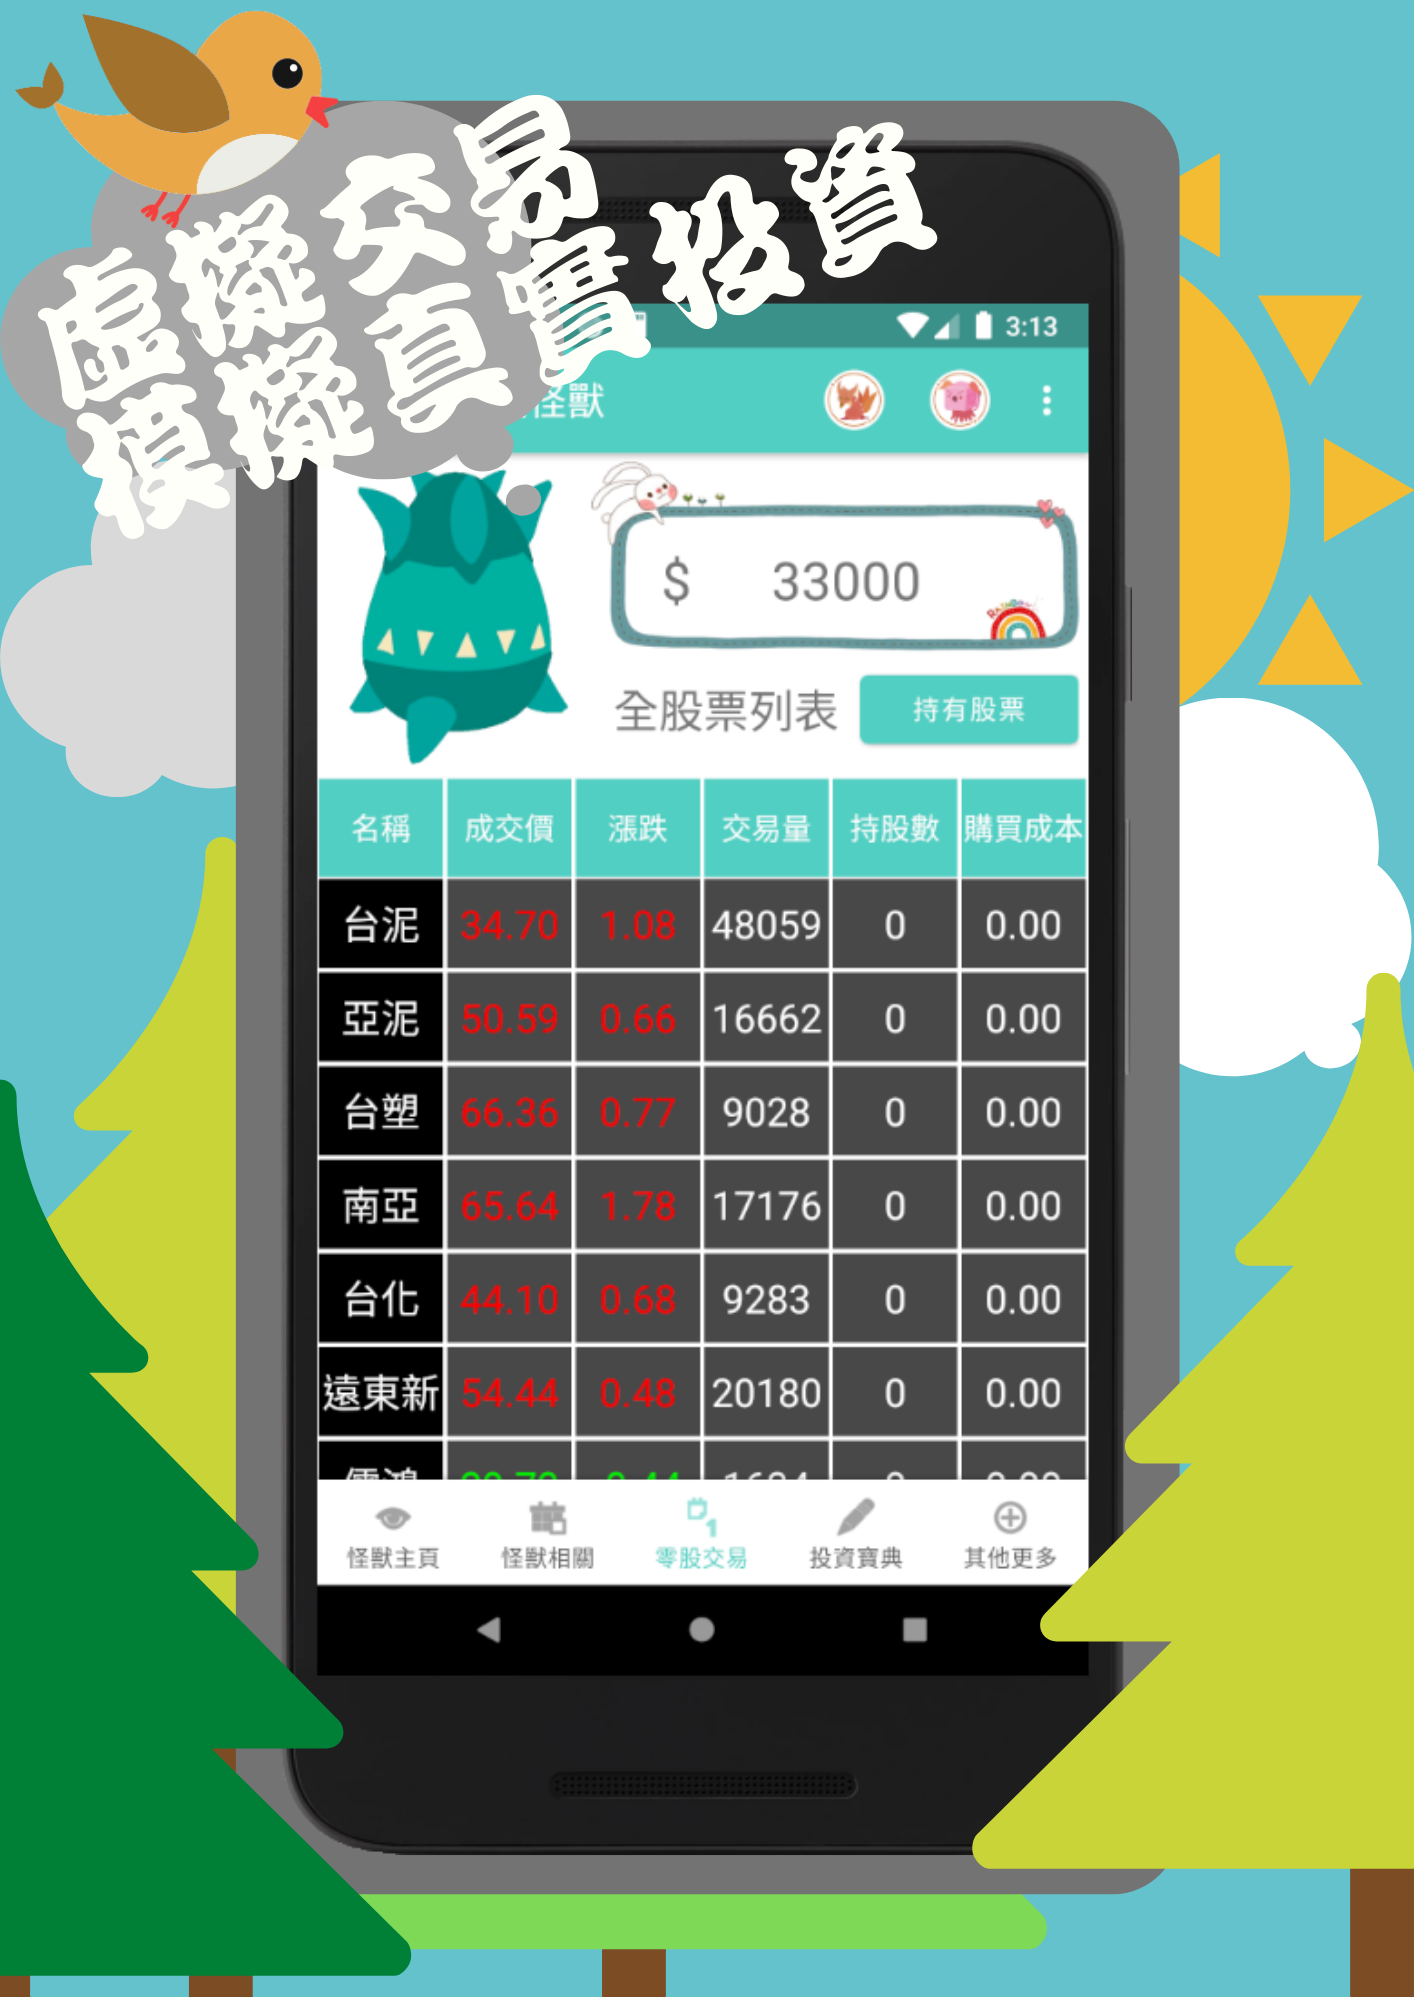 虛擬交易
模擬真實投資
3:13
怪獸
$ 33000
RAINBOW
全股票列表 持有股票
名稱 成交價 漲跌 交易量 持股數 購買成本
台泥 34.70 1.08 48059 0 0.00
亞泥 50.59 0.66 16662 0 0.00
台塑 66.36 0.77 9028 0 0.00
南亞 65.64 1.78 17176 0 0.00
台化 44.10 0.68 9283 0 0.00
遠東新 54.44 0.48 20180 0 0.00
怪獸主頁 怪獸相關 零股交易 投資寶典 其他更多